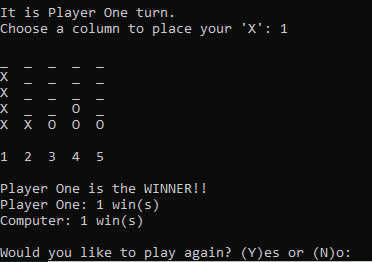 It is Player One turn.
Choose a column to place your 'X': 1
_ _ _ _ _
X _ _ _ _
X _ _ _ _
X _ _ O _
X X O O O
1 2 3 4 5
Player One is the WINNER!!
Player One: 1 win(s)
Computer: 1 win(s)
Would you like to play again? (Y)es or (N)o: